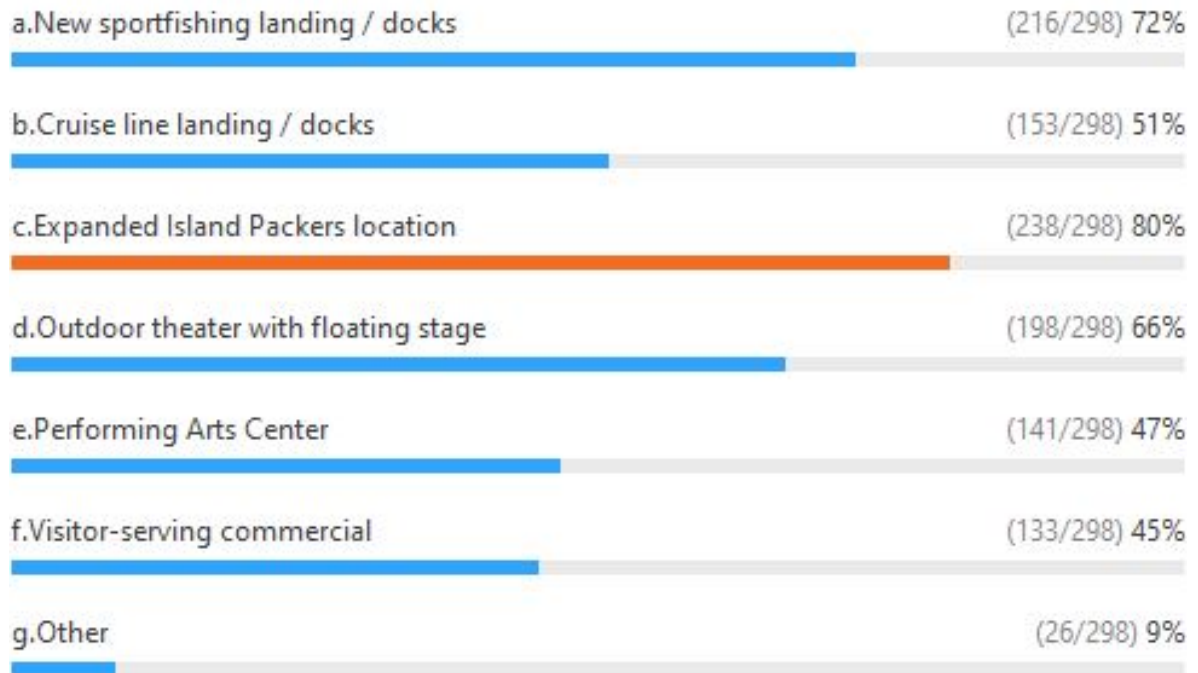 a.New sportfishing landing / docks (216/298) 72%
b.Cruise line landing / docks (153/298) 51%
c.Expanded Island Packers location (238/298) 80%
d.Outdoor theater with floating stage (198/298) 66%
e.Performing Arts Center (141/298) 47%
f.Visitor-serving commercial (133/298) 45%
g.Other (26/298) 9%